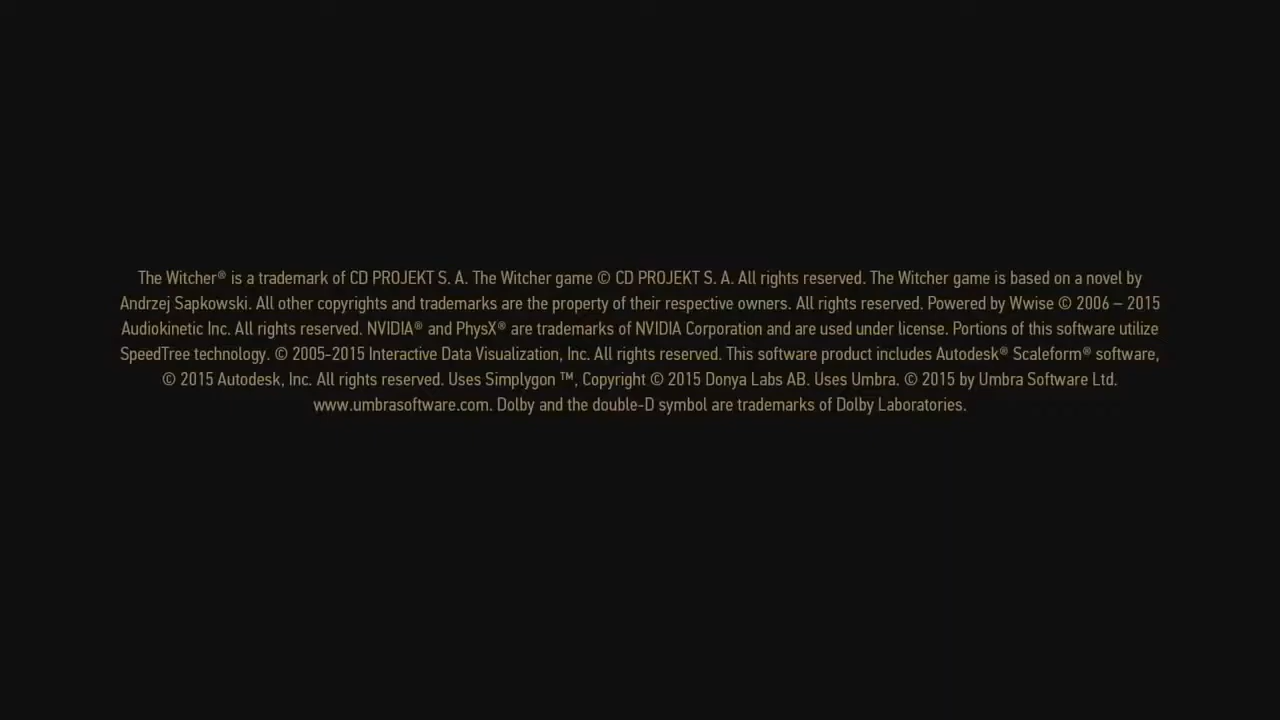 The Witcher® is a trademark of CD PROJEKT S. A. The Witcher game © CD PROJEKT S. A. All rights reserved. The Witcher game is based on a novel by
Andrzej Sapkowski. All other copyrights and trademarks are the property of their respective owners. All rights reserved. Powered by Wwise © 2006 – 2015
Audiokinetic Inc. All rights reserved. NVIDIA® and PhysX® are trademarks of NVIDIA Corporation and are used under license. Portions of this software utilize
SpeedTree technology. © 2005-2015 Interactive Data Visualization, Inc. All rights reserved. This software product includes Autodesk® Scaleform® software,
© 2015 Autodesk, Inc. All rights reserved. Uses Simplygon ™, Copyright © 2015 Donya Labs AB. Uses Umbra. © 2015 by Umbra Software Ltd.
www.umbrasoftware.com. Dolby and the double-D symbol are trademarks of Dolby Laboratories.